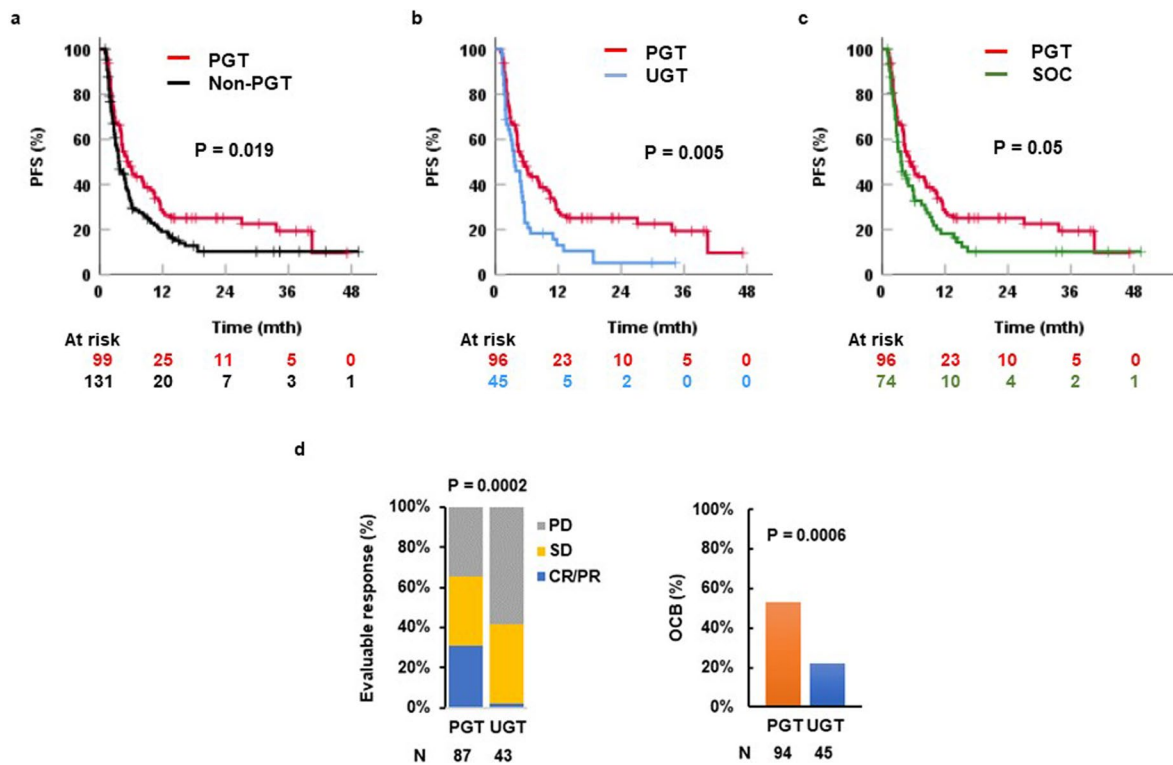 a
PGT
Non-PGT
P = 0.019
PFS (%)
100
80
60
40
20
0
0 12 24 36 48
Time (mth)
At risk
99 25 11 5 0
131 20 7 3 1
b
PGT
UGT
P = 0.005
PFS (%)
100
80
60
40
20
0
0 12 24 36 48
Time (mth)
At risk
96 23 10 5 0
45 5 2 0 0
c
PGT
SOC
P = 0.05
PFS (%)
100
80
60
40
20
0
0 12 24 36 48
Time (mth)
At risk
96 23 10 5 0
74 10 4 2 1
d
P = 0.0002
Evaluable response (%)
100%
80%
60%
40%
20%
0%
PD
SD
CR/PR
PGT UGT
N 87 43
P = 0.0006
OCB (%)
100%
80%
60%
40%
20%
0%
PGT UGT
N 94 45